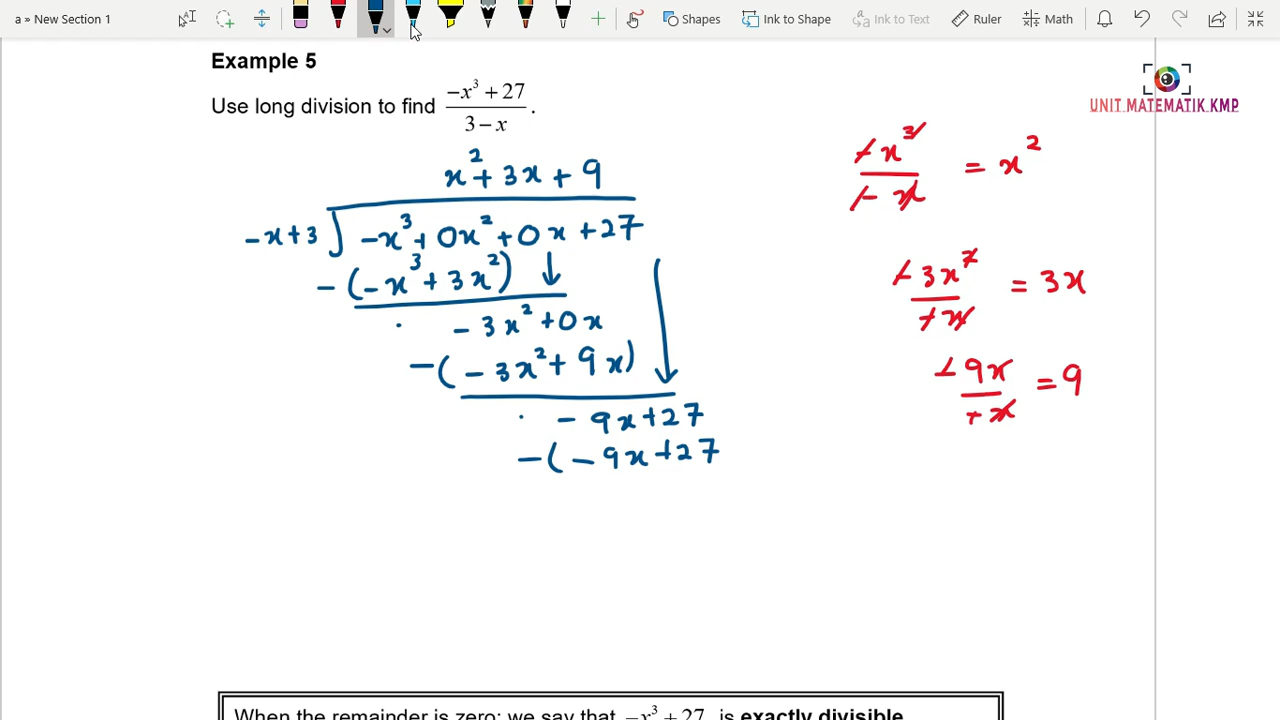 a » New Section 1
Shapes
Ink to Shape
Ink to Text
Ruler
Math
Example 5
Use long division to find (−x³ + 27)/(3 − x).
UNIT MATEMATIK KMP
x² + 3x + 9
-x+3 √ -x³ + 0x² + 0x + 27
-(-x³ + 3x²)
-3x² + 0x
-(-3x² + 9x)
-9x + 27
-(-9x + 27
-x³/-x = x²
-3x²/-x = 3x
-9x/-x = 9
When the remainder is zero; we say that −x³ + 27 is exactly divisible